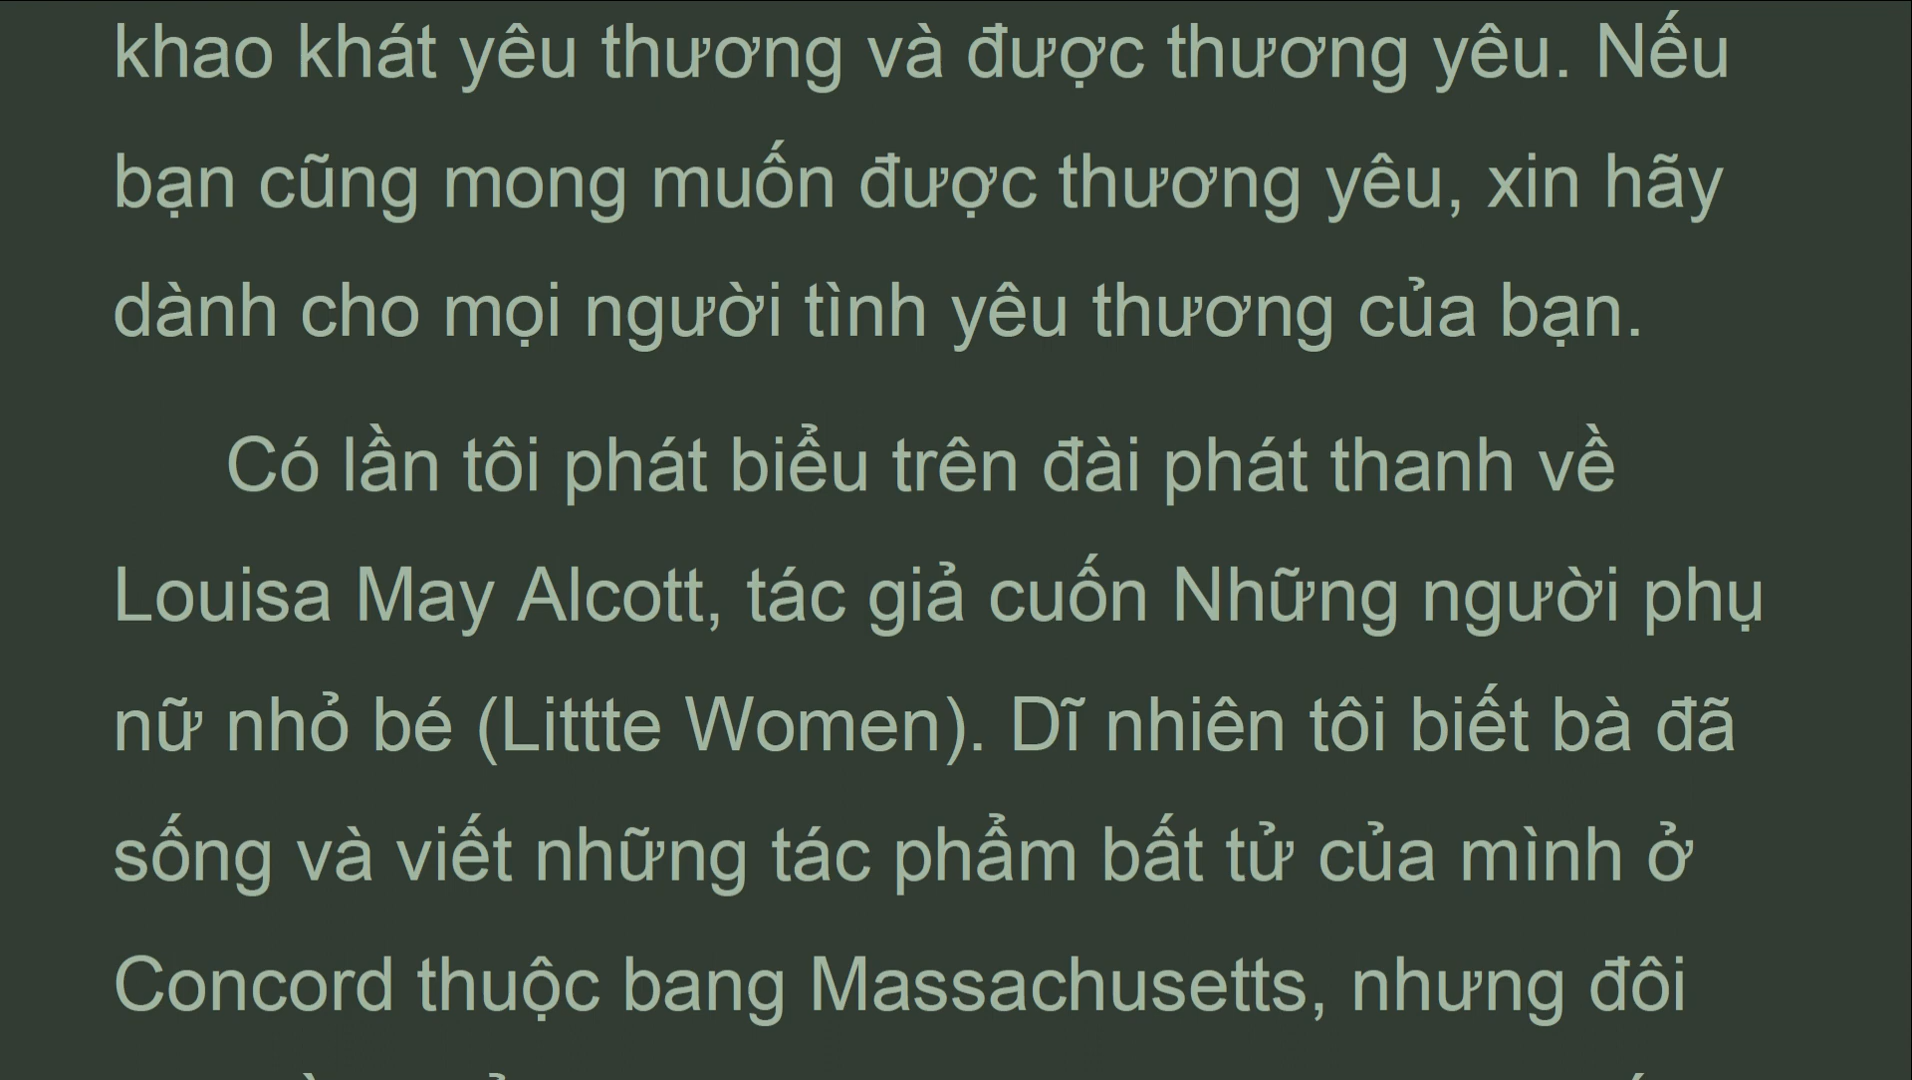 khao khát yêu thương và được thương yêu. Nếu
bạn cũng mong muốn được thương yêu, xin hãy
dành cho mọi người tình yêu thương của bạn.
Có lần tôi phát biểu trên đài phát thanh về
Louisa May Alcott, tác giả cuốn Những người phụ
nữ nhỏ bé (Littte Women). Dĩ nhiên tôi biết bà đã
sống và viết những tác phẩm bất tử của mình ở
Concord thuộc bang Massachusetts, nhưng đôi